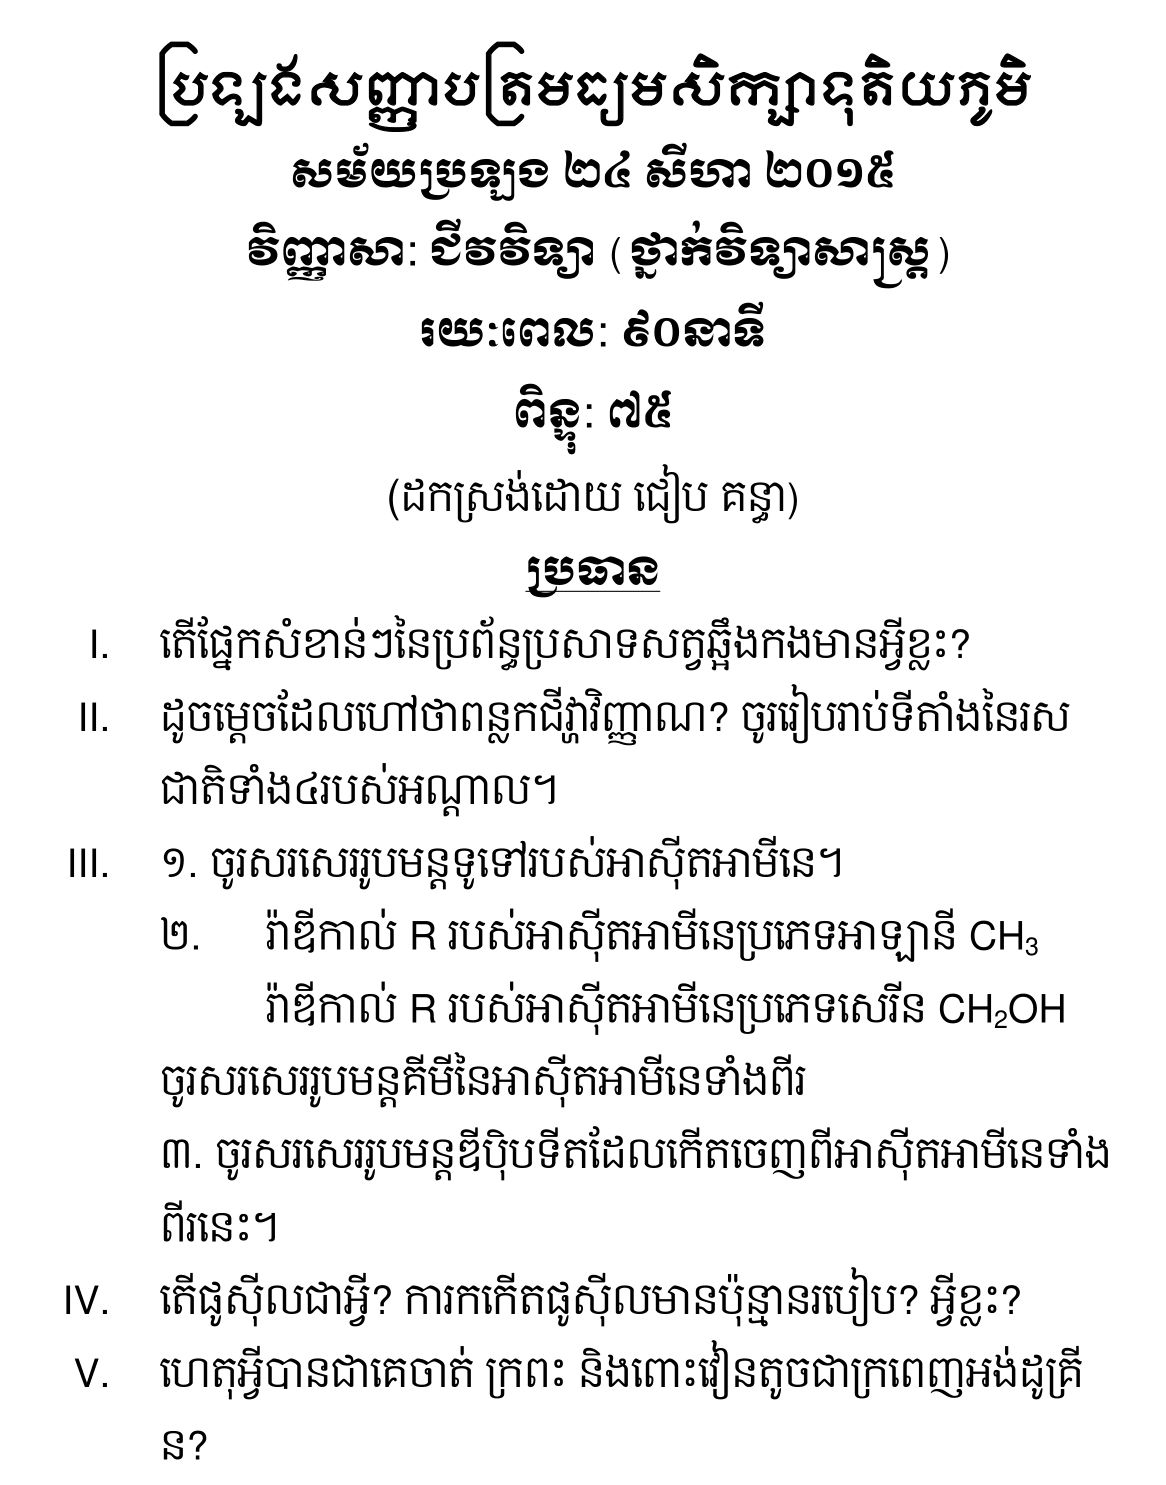 ប្រឡងសញ្ញាបត្រមធ្យមសិក្សាទុតិយភូមិ
សម័យប្រឡង ២៤ សីហា ២០១៥
វិញ្ញាសា: ជីវវិទ្យា (ថ្នាក់វិទ្យាសាស្ត្រ)
រយៈពេល: ៩០នាទី
ពិន្ទុ: ៧៥
(ដកស្រង់ដោយ ជៀប គន្ធា)
ប្រធាន
I. តើផ្នែកសំខាន់ៗនៃប្រព័ន្ធប្រសាទសត្វឆ្អឹងកងមានអ្វីខ្លះ?
II. ដូចម្តេចដែលហៅថាពន្លកជីវ្ហាវិញ្ញាណ? ចូររៀបរាប់ទីតាំងនៃរស
ជាតិទាំង៤របស់អណ្តាល។
III. ១. ចូរសរសេររូបមន្តទូទៅរបស់អាស៊ីតអាមីនេ។
២. រ៉ាឌីកាល់ R របស់អាស៊ីតអាមីនេប្រភេទអាឡានី CH₃
រ៉ាឌីកាល់ R របស់អាស៊ីតអាមីនេប្រភេទសេរីន CH₂OH
ចូរសរសេររូបមន្តគីមីនៃអាស៊ីតអាមីនេទាំងពីរ
៣. ចូរសរសេររូបមន្តឌីប៉ិបទីតដែលកើតចេញពីអាស៊ីតអាមីនេទាំង
ពីរនេះ។
IV. តើផូស៊ីលជាអ្វី? ការកកើតផូស៊ីលមានប៉ុន្មានរបៀប? អ្វីខ្លះ?
V. ហេតុអ្វីបានជាគេចាត់ ក្រពះ និងពោះវៀនតូចជាក្រពេញអង់ដូគ្រី
ន?